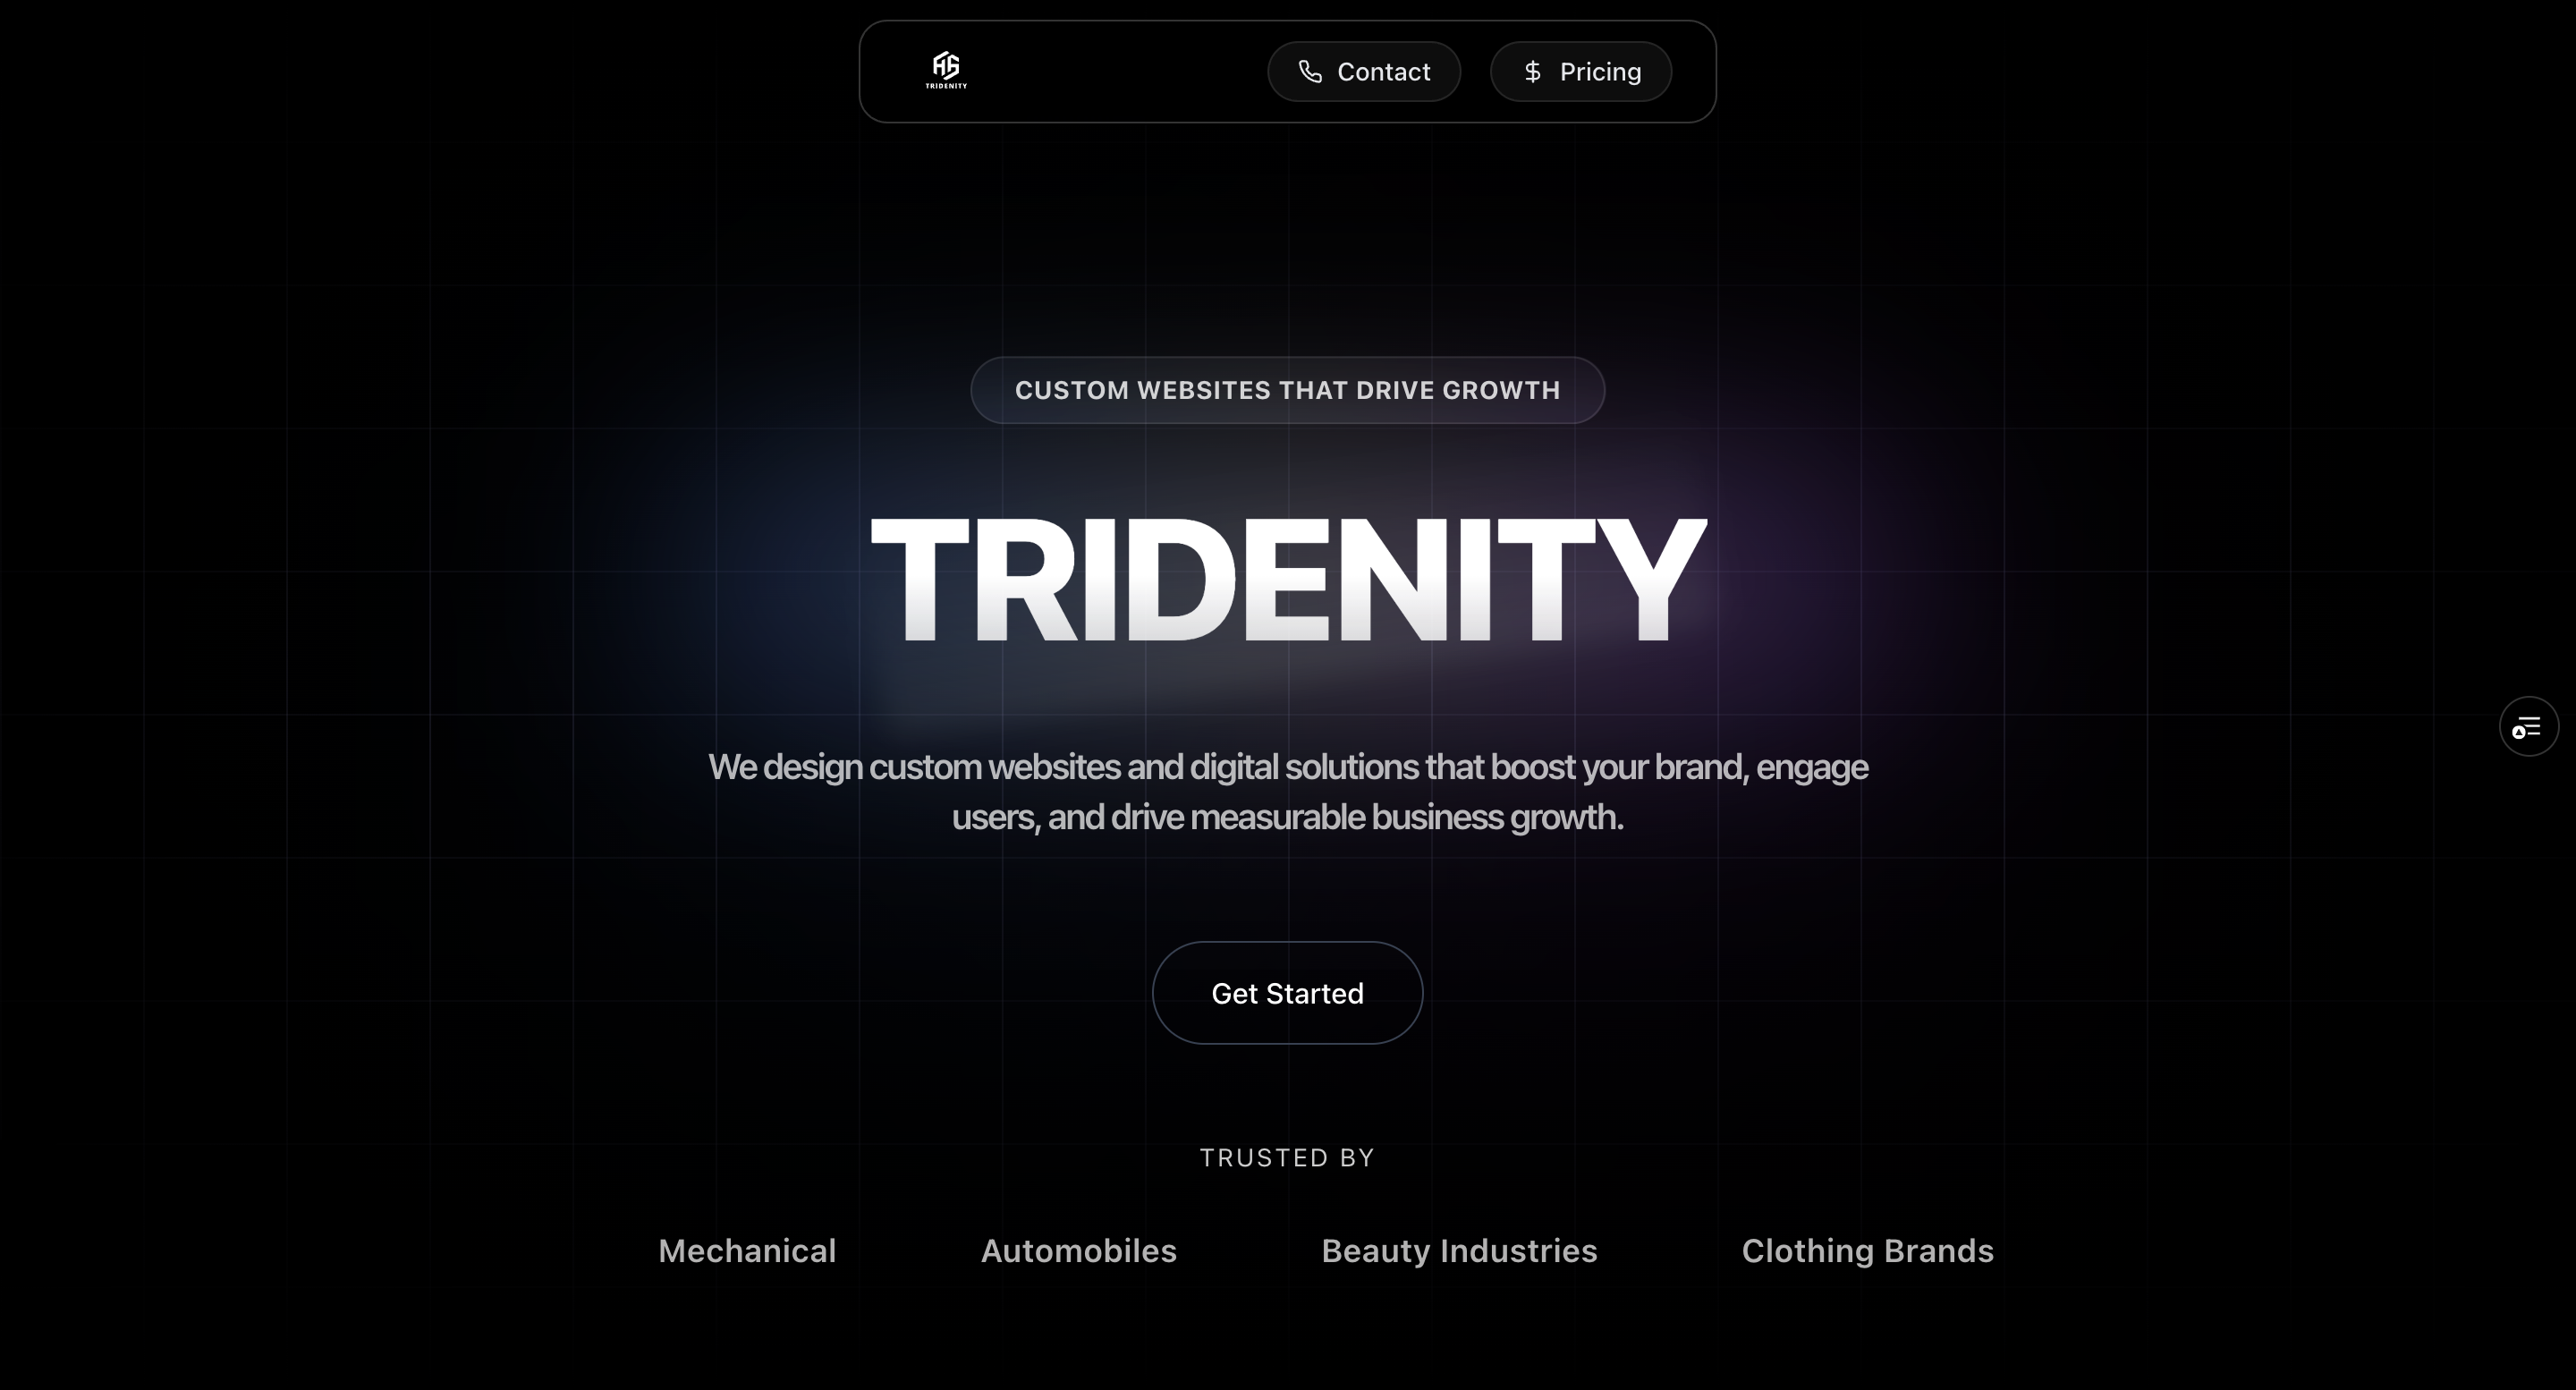 TRIDENITY
Contact
Pricing
CUSTOM WEBSITES THAT DRIVE GROWTH
TRIDENITY
We design custom websites and digital solutions that boost your brand, engage
users, and drive measurable business growth.
Get Started
TRUSTED BY
Mechanical
Automobiles
Beauty Industries
Clothing Brands